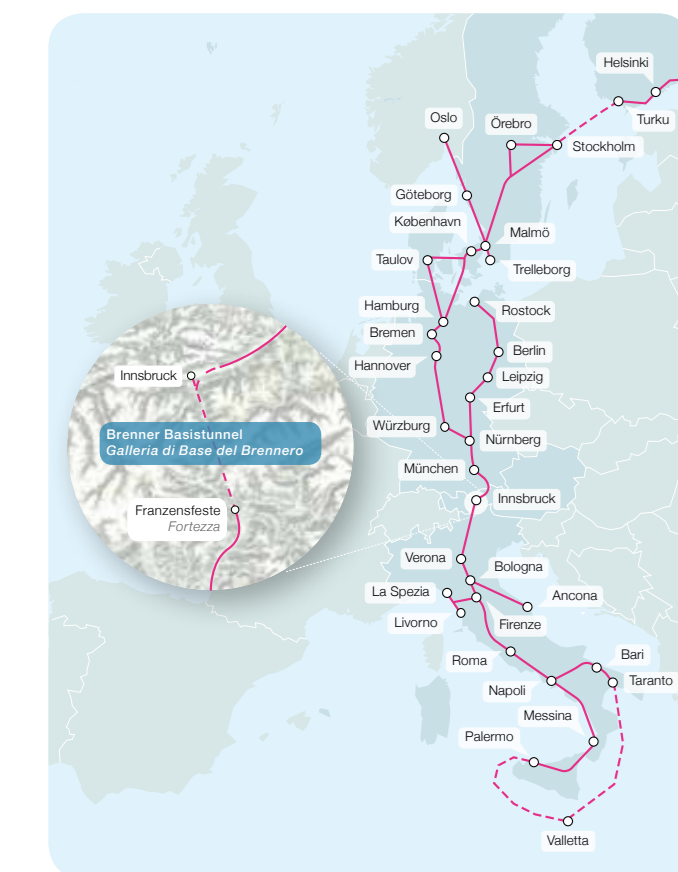 Helsinki
Oslo
Örebro
Turku
Stockholm
Göteborg
København
Malmö
Taulov
Trelleborg
Hamburg
Rostock
Bremen
Berlin
Hannover
Leipzig
Innsbruck
Erfurt
Würzburg
Brenner Basistunnel
Nürnberg
Galleria di Base del Brennero
München
Innsbruck
Franzensfeste
Fortezza
Verona
Bologna
La Spezia
Ancona
Livorno
Firenze
Roma
Bari
Taranto
Napoli
Messina
Palermo
Valletta